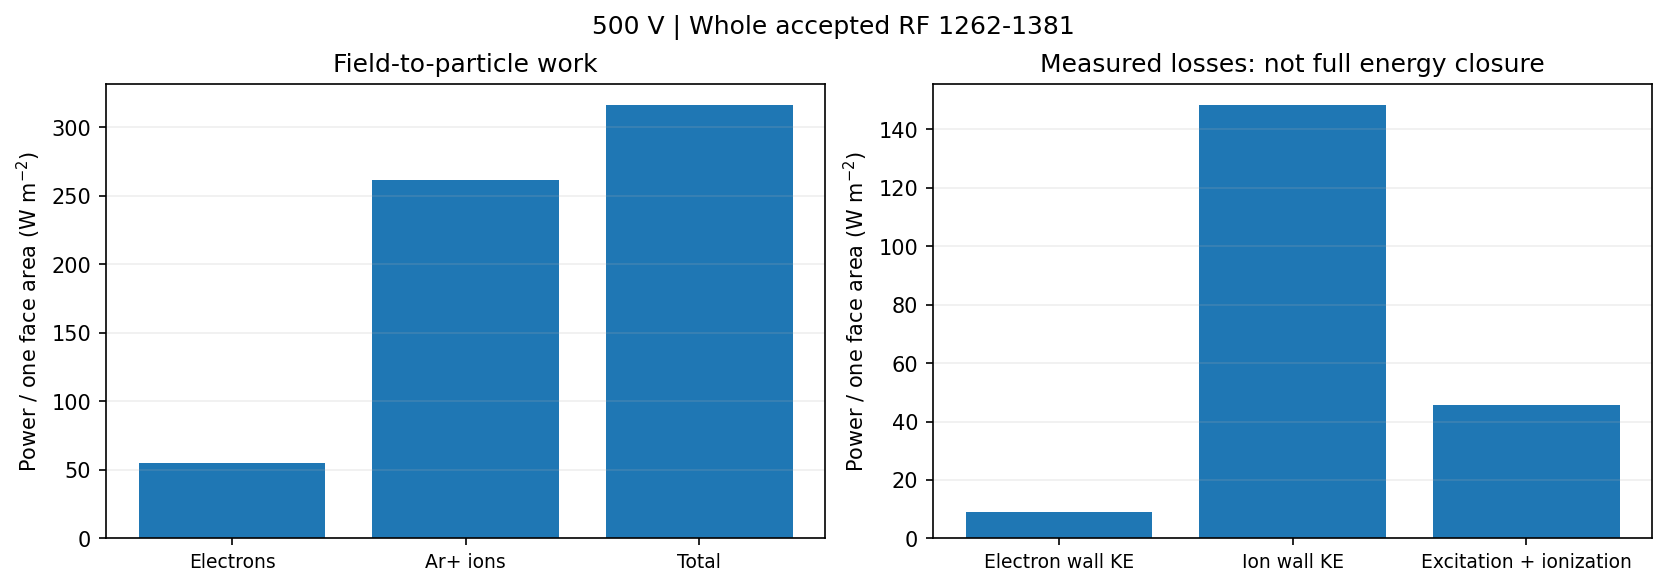 500 V | Whole accepted RF 1262-1381
Field-to-particle work
Power / one face area (W m⁻²)
300
250
200
150
100
50
0
Electrons
Ar+ ions
Total
Measured losses: not full energy closure
Power / one face area (W m⁻²)
140
120
100
80
60
40
20
0
Electron wall KE
Ion wall KE
Excitation + ionization